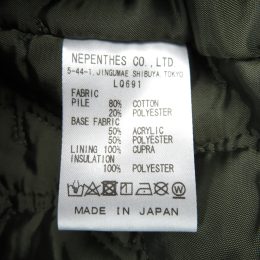 NEPENTHES CO., LTD
5-44-1, JINGUMAE SHIBUYA TOKYO
LQ691
FABRIC
PILE 80% COTTON
20% POLYESTER
BASE FABRIC
50% ACRYLIC
50% POLYESTER
LINING 100% CUPRA
INSULATION
100% POLYESTER
MADE IN JAPAN